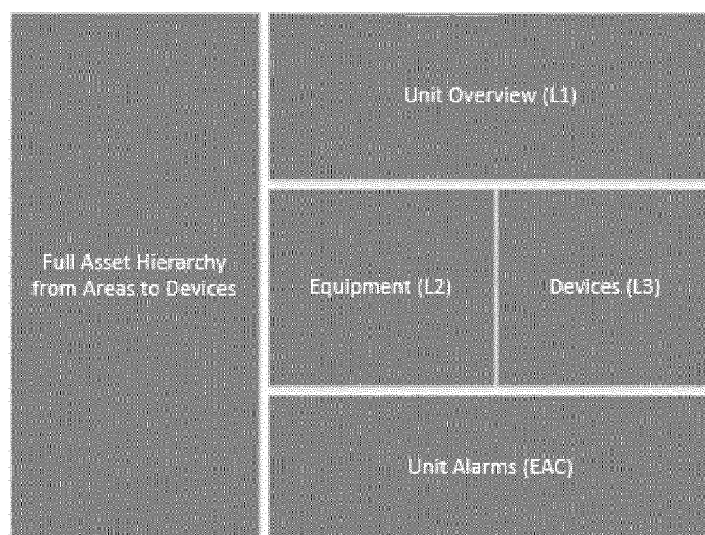 Unit Overview (L1)
Full Asset Hierarchy
from Areas to Devices
Equipment (L2)
Devices (L3)
Unit Alarms (EAC)